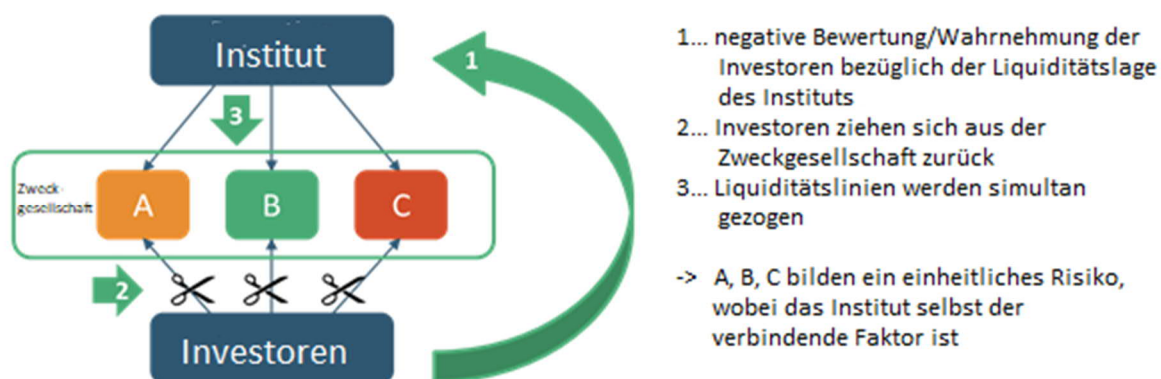 Institut
1
3
Zweck-
gesellschaft
A
B
C
2
Investoren
1... negative Bewertung/Wahrnehmung der
Investoren bezüglich der Liquiditätslage
des Instituts
2... Investoren ziehen sich aus der
Zweckgesellschaft zurück
3... Liquiditätslinien werden simultan
gezogen
-> A, B, C bilden ein einheitliches Risiko,
wobei das Institut selbst der
verbindende Faktor ist